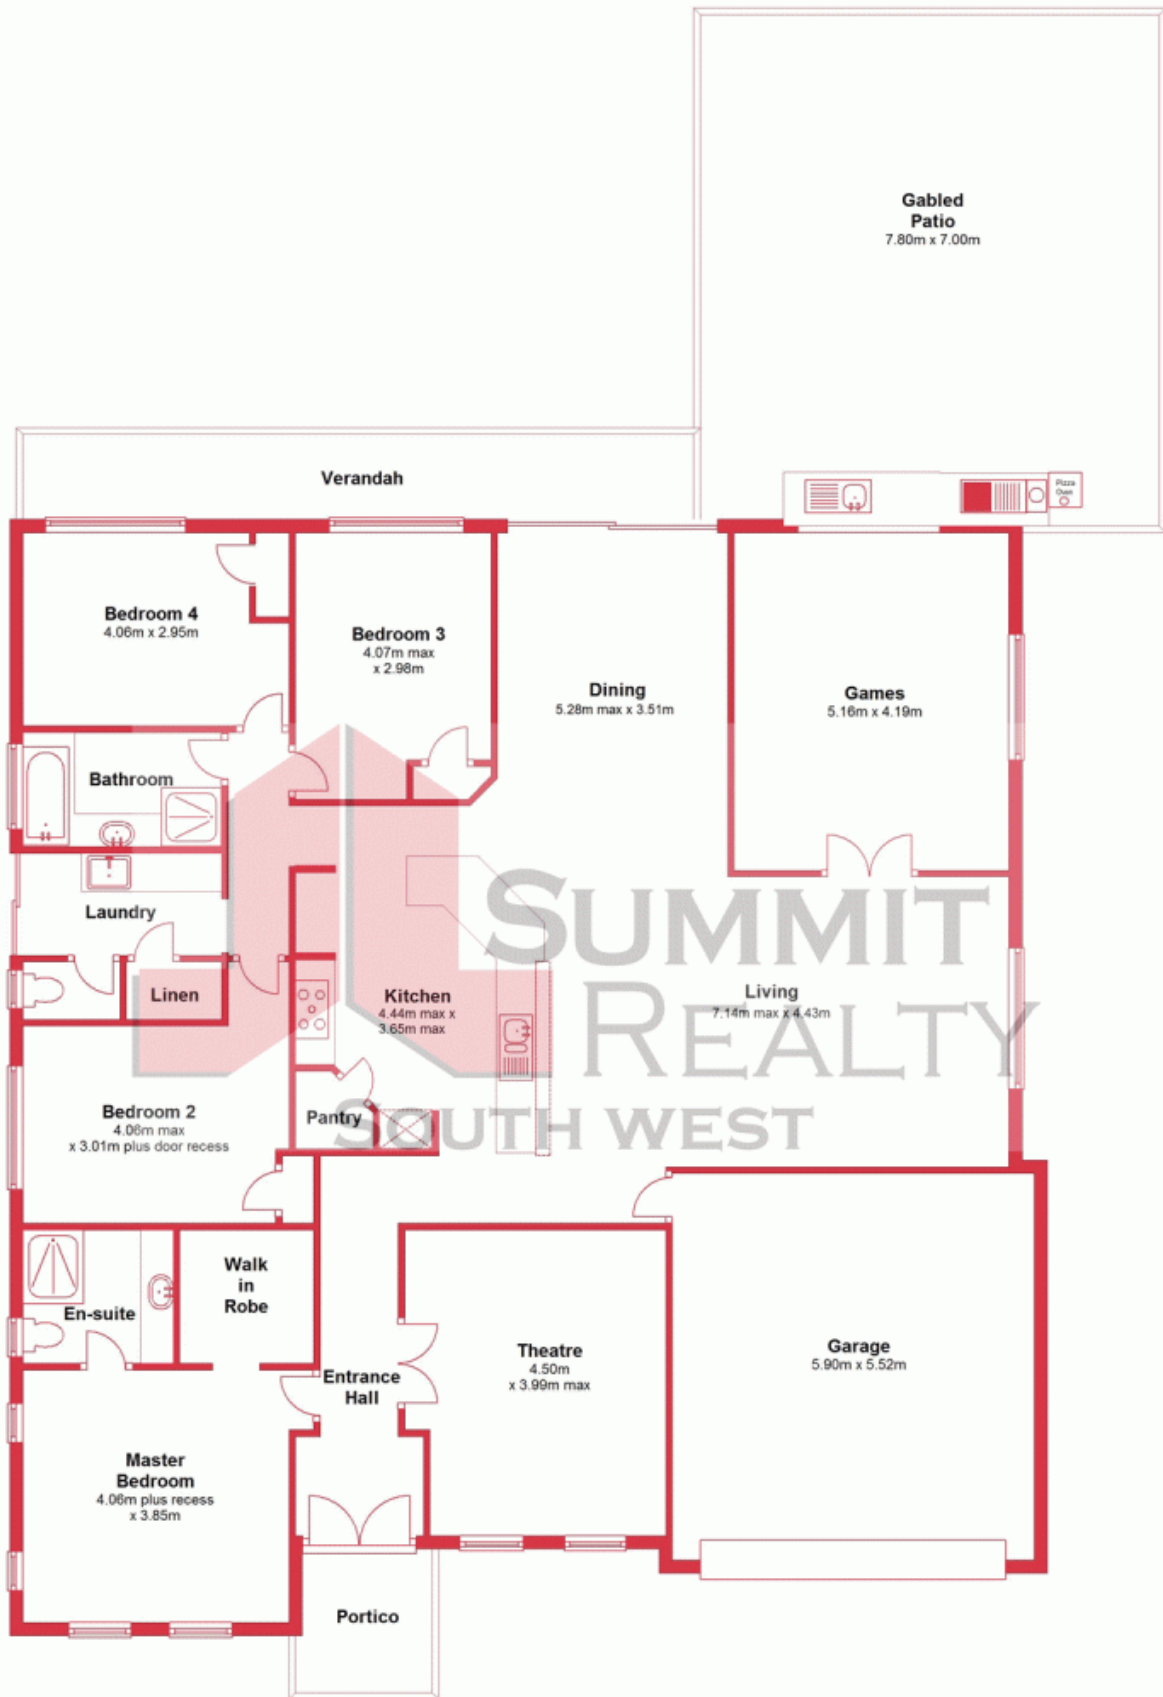 Gabled
Patio
7.80m x 7.00m
Verandah
Pizza
Oven
Bedroom 4
4.06m x 2.95m
Bedroom 3
4.07m max
x 2.98m
Dining
5.28m max x 3.51m
Games
5.16m x 4.19m
Bathroom
Laundry
Linen
SUMMIT
REALTY
SOUTH WEST
Kitchen
4.44m max x
3.65m max
Living
7.14m max x 4.43m
Pantry
Bedroom 2
4.06m max
x 3.01m plus door recess
En-suite
Walk
in
Robe
Entrance
Hall
Theatre
4.50m
x 3.99m max
Garage
5.90m x 5.52m
Master
Bedroom
4.06m plus recess
x 3.85m
Portico